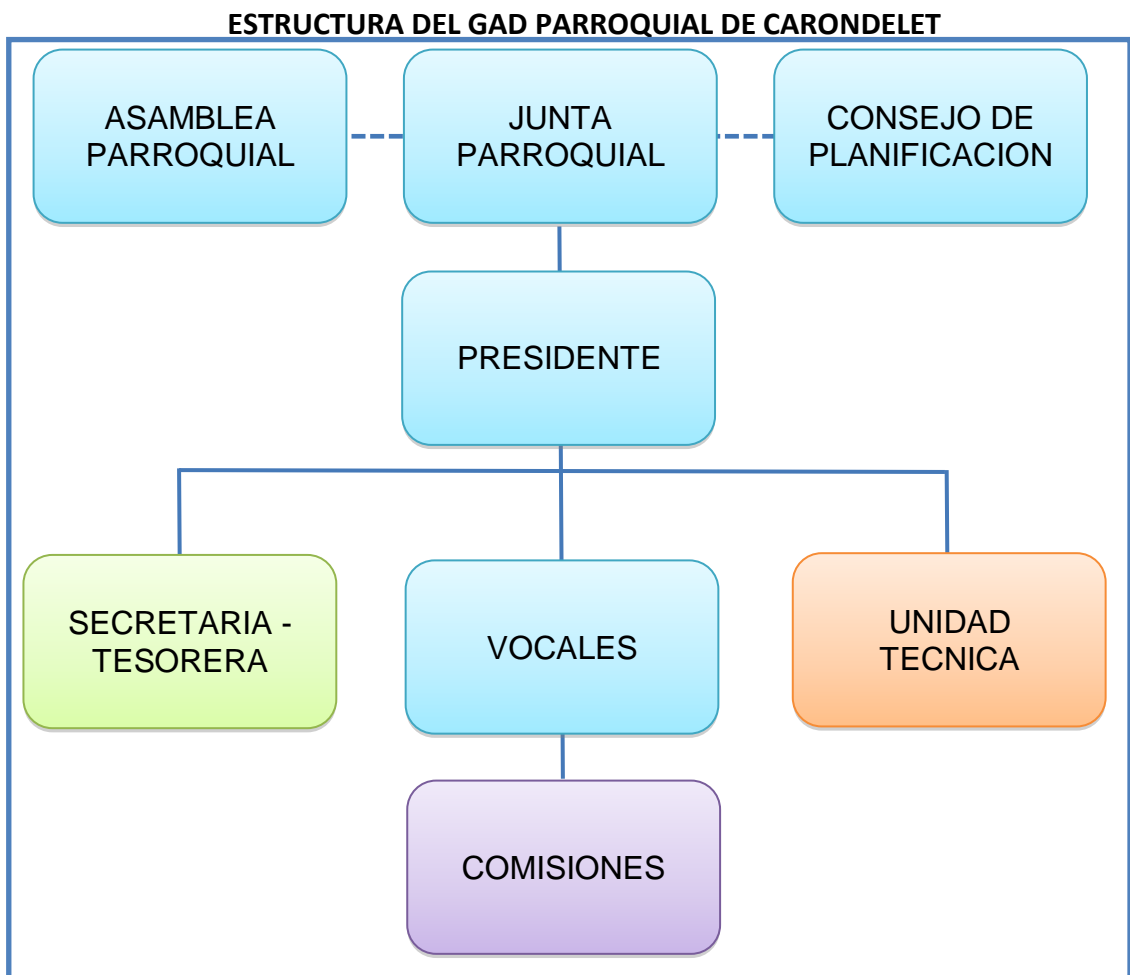 ESTRUCTURA DEL GAD PARROQUIAL DE CARONDELET
ASAMBLEA
PARROQUIAL
JUNTA
PARROQUIAL
CONSEJO DE
PLANIFICACION
PRESIDENTE
SECRETARIA -
TESORERA
VOCALES
UNIDAD
TECNICA
COMISIONES